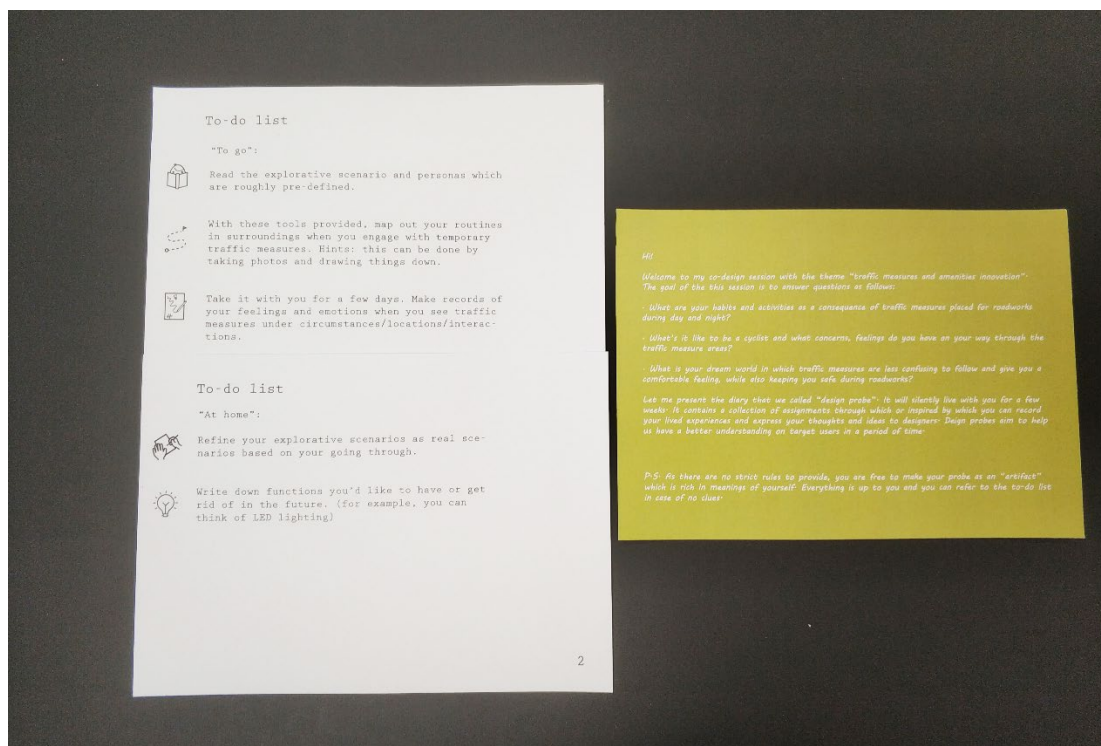 To-do list
"To go":
Read the explorative scenario and personas which
are roughly pre-defined.
With these tools provided, map out your routines
in surroundings when you engage with temporary
traffic measures. Hints: this can be done by
taking photos and drawing things down.
Take it with you for a few days. Make records of
your feelings and emotions when you see traffic
measures under circumstances/locations/interac-
tions.
To-do list
"At home":
Refine your explorative scenarios as real sce-
narios based on your going through.
Write down functions you'd like to have or get
rid of in the future. (for example, you can
think of LED lighting)
2
Hi!
Welcome to my co-design session with the theme "traffic measures and amenities innovation".
The goal of the this session is to answer questions as follows:
- What are your habits and activities as a consequence of traffic measures placed for roadworks
during day and night?
- What's it like to be a cyclist and what concerns, feelings do you have on your way through the
traffic measure areas?
- What is your dream world in which traffic measures are less confusing to follow and give you a
comfortable feeling, while also keeping you safe during roadworks?
Let me present the diary that we called "design probe". It will silently live with you for a few
weeks. It contains a collection of assignments through which or inspired by which you can record
your lived experiences and express your thoughts and ideas to designers. Deign probes aim to help
us have a better understanding on target users in a period of time.
P.S. As there are no strict rules to provide, you are free to make your probe as an "artifact"
which is rich in meanings of yourself. Everything is up to you and you can refer to the to-do list
in case of no clues.